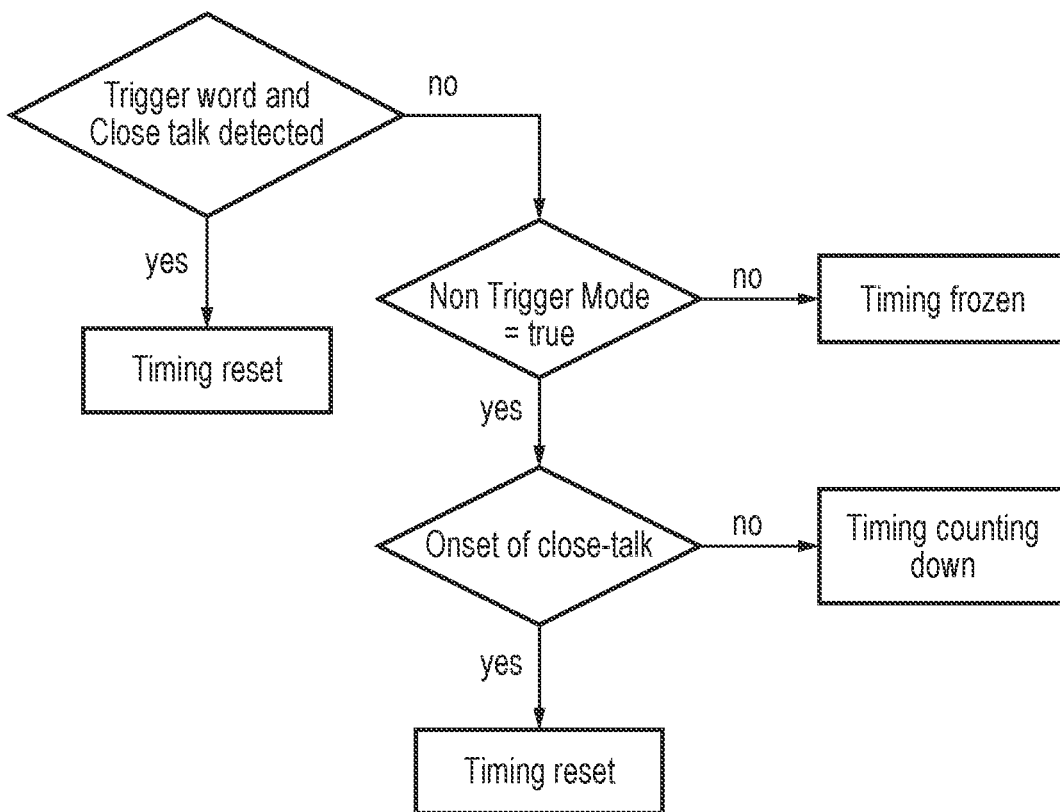 Trigger word and
Close talk detected
no
yes
Timing reset
Non Trigger Mode
= true
no
Timing frozen
yes
Onset of close-talk
no
Timing counting
down
yes
Timing reset